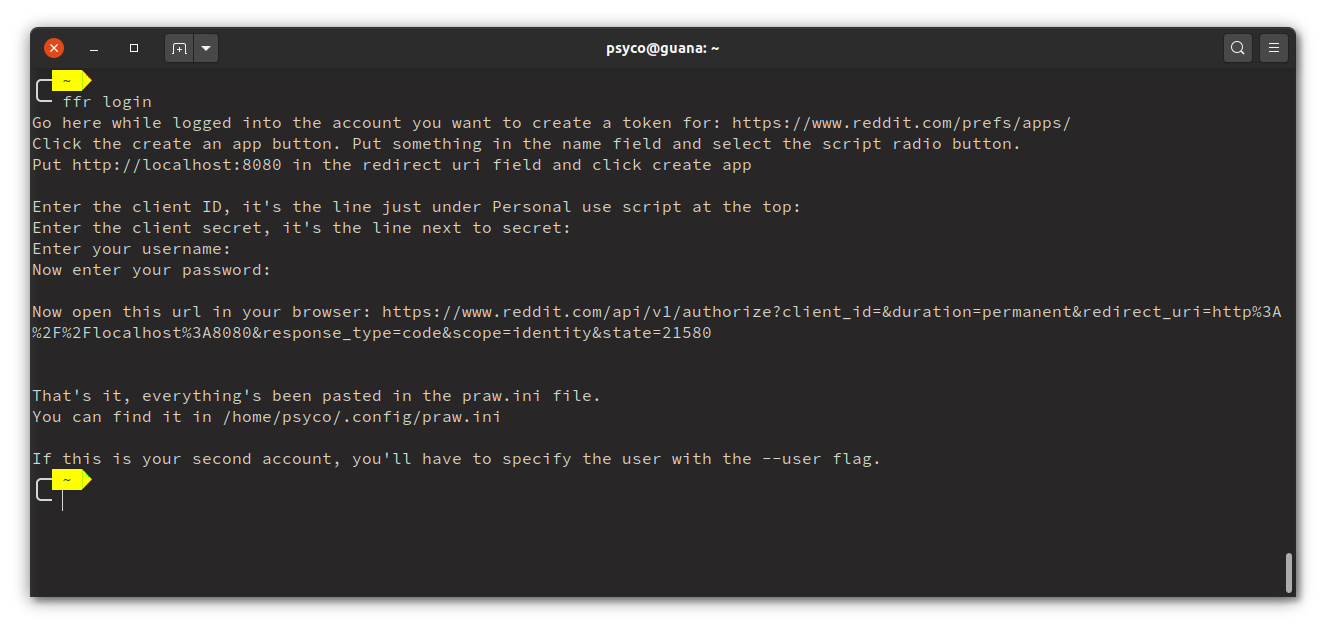 psyco@guana: ~
~
ffr login
Go here while logged into the account you want to create a token for: https://www.reddit.com/prefs/apps/
Click the create an app button. Put something in the name field and select the script radio button.
Put http://localhost:8080 in the redirect uri field and click create app
Enter the client ID, it's the line just under Personal use script at the top:
Enter the client secret, it's the line next to secret:
Enter your username:
Now enter your password:
Now open this url in your browser: https://www.reddit.com/api/v1/authorize?client_id=&duration=permanent&redirect_uri=http%3A
%2F%2Flocalhost%3A8080&response_type=code&scope=identity&state=21580
That's it, everything's been pasted in the praw.ini file.
You can find it in /home/psyco/.config/praw.ini
If this is your second account, you'll have to specify the user with the --user flag.
~